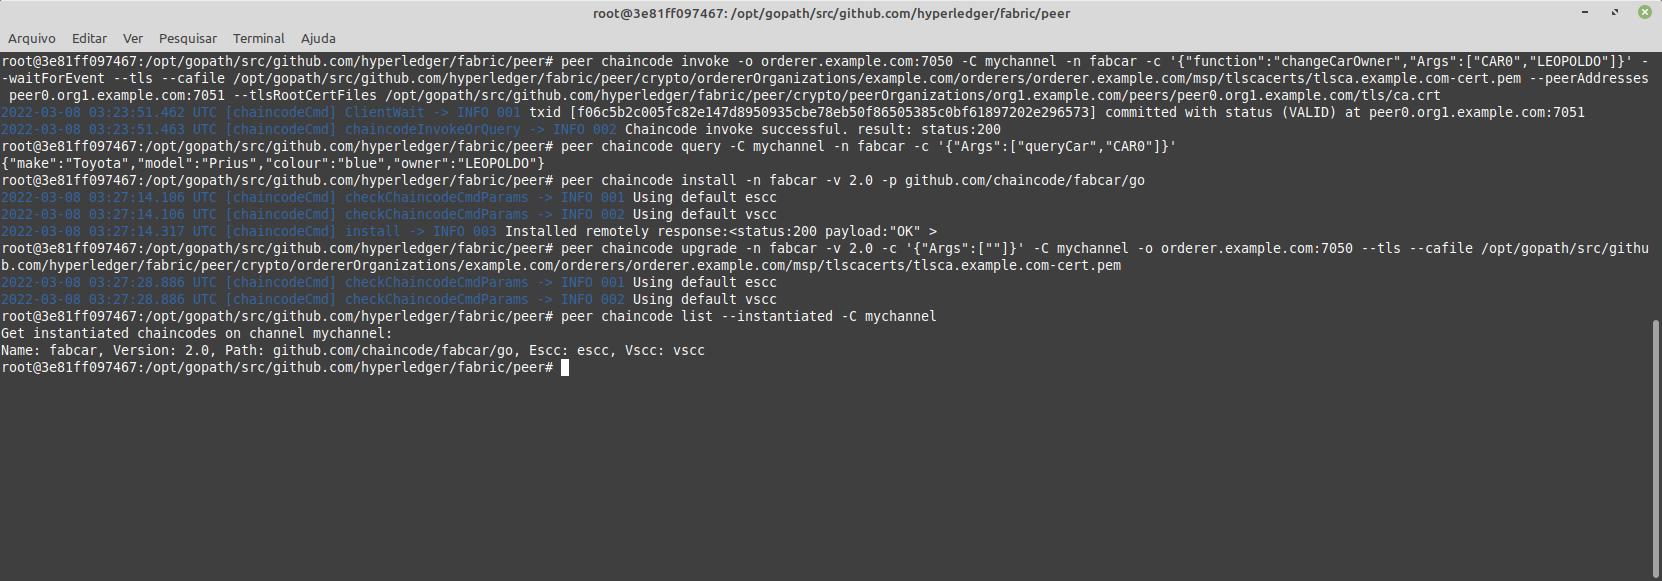 root@3e81ff097467: /opt/gopath/src/github.com/hyperledger/fabric/peer
Arquivo Editar Ver Pesquisar Terminal Ajuda
root@3e81ff097467:/opt/gopath/src/github.com/hyperledger/fabric/peer# peer chaincode invoke -o orderer.example.com:7050 -C mychannel -n fabcar -c '{"function":"changeCarOwner","Args":["CAR0","LEOPOLDO"]}' -
-waitForEvent --tls --cafile /opt/gopath/src/github.com/hyperledger/fabric/peer/crypto/ordererOrganizations/example.com/orderers/orderer.example.com/msp/tlscacerts/tlsca.example.com-cert.pem --peerAddresses
peer0.org1.example.com:7051 --tlsRootCertFiles /opt/gopath/src/github.com/hyperledger/fabric/peer/crypto/peerOrganizations/org1.example.com/peers/peer0.org1.example.com/tls/ca.crt
2022-03-08 03:23:51.462 UTC [chaincodeCmd] ClientWait -> INFO 001 txid [f06c5b2c005fc82e147d8950935cbe78eb50f86505385c0bf61897202e296573] committed with status (VALID) at peer0.org1.example.com:7051
2022-03-08 03:23:51.463 UTC [chaincodeCmd] chaincodeInvokeOrQuery -> INFO 002 Chaincode invoke successful. result: status:200
root@3e81ff097467:/opt/gopath/src/github.com/hyperledger/fabric/peer# peer chaincode query -C mychannel -n fabcar -c '{"Args":["queryCar","CAR0"]}'
{"make":"Toyota","model":"Prius","colour":"blue","owner":"LEOPOLDO"}
root@3e81ff097467:/opt/gopath/src/github.com/hyperledger/fabric/peer# peer chaincode install -n fabcar -v 2.0 -p github.com/chaincode/fabcar/go
2022-03-08 03:27:14.106 UTC [chaincodeCmd] checkChaincodeCmdParams -> INFO 001 Using default escc
2022-03-08 03:27:14.106 UTC [chaincodeCmd] checkChaincodeCmdParams -> INFO 002 Using default vscc
2022-03-08 03:27:14.317 UTC [chaincodeCmd] install -> INFO 003 Installed remotely response:<status:200 payload:"OK" >
root@3e81ff097467:/opt/gopath/src/github.com/hyperledger/fabric/peer# peer chaincode upgrade -n fabcar -v 2.0 -c '{"Args":[""]}' -C mychannel -o orderer.example.com:7050 --tls --cafile /opt/gopath/src/githu
b.com/hyperledger/fabric/peer/crypto/ordererOrganizations/example.com/orderers/orderer.example.com/msp/tlscacerts/tlsca.example.com-cert.pem
2022-03-08 03:27:28.886 UTC [chaincodeCmd] checkChaincodeCmdParams -> INFO 001 Using default escc
2022-03-08 03:27:28.886 UTC [chaincodeCmd] checkChaincodeCmdParams -> INFO 002 Using default vscc
root@3e81ff097467:/opt/gopath/src/github.com/hyperledger/fabric/peer# peer chaincode list --instantiated -C mychannel
Get instantiated chaincodes on channel mychannel:
Name: fabcar, Version: 2.0, Path: github.com/chaincode/fabcar/go, Escc: escc, Vscc: vscc
root@3e81ff097467:/opt/gopath/src/github.com/hyperledger/fabric/peer#